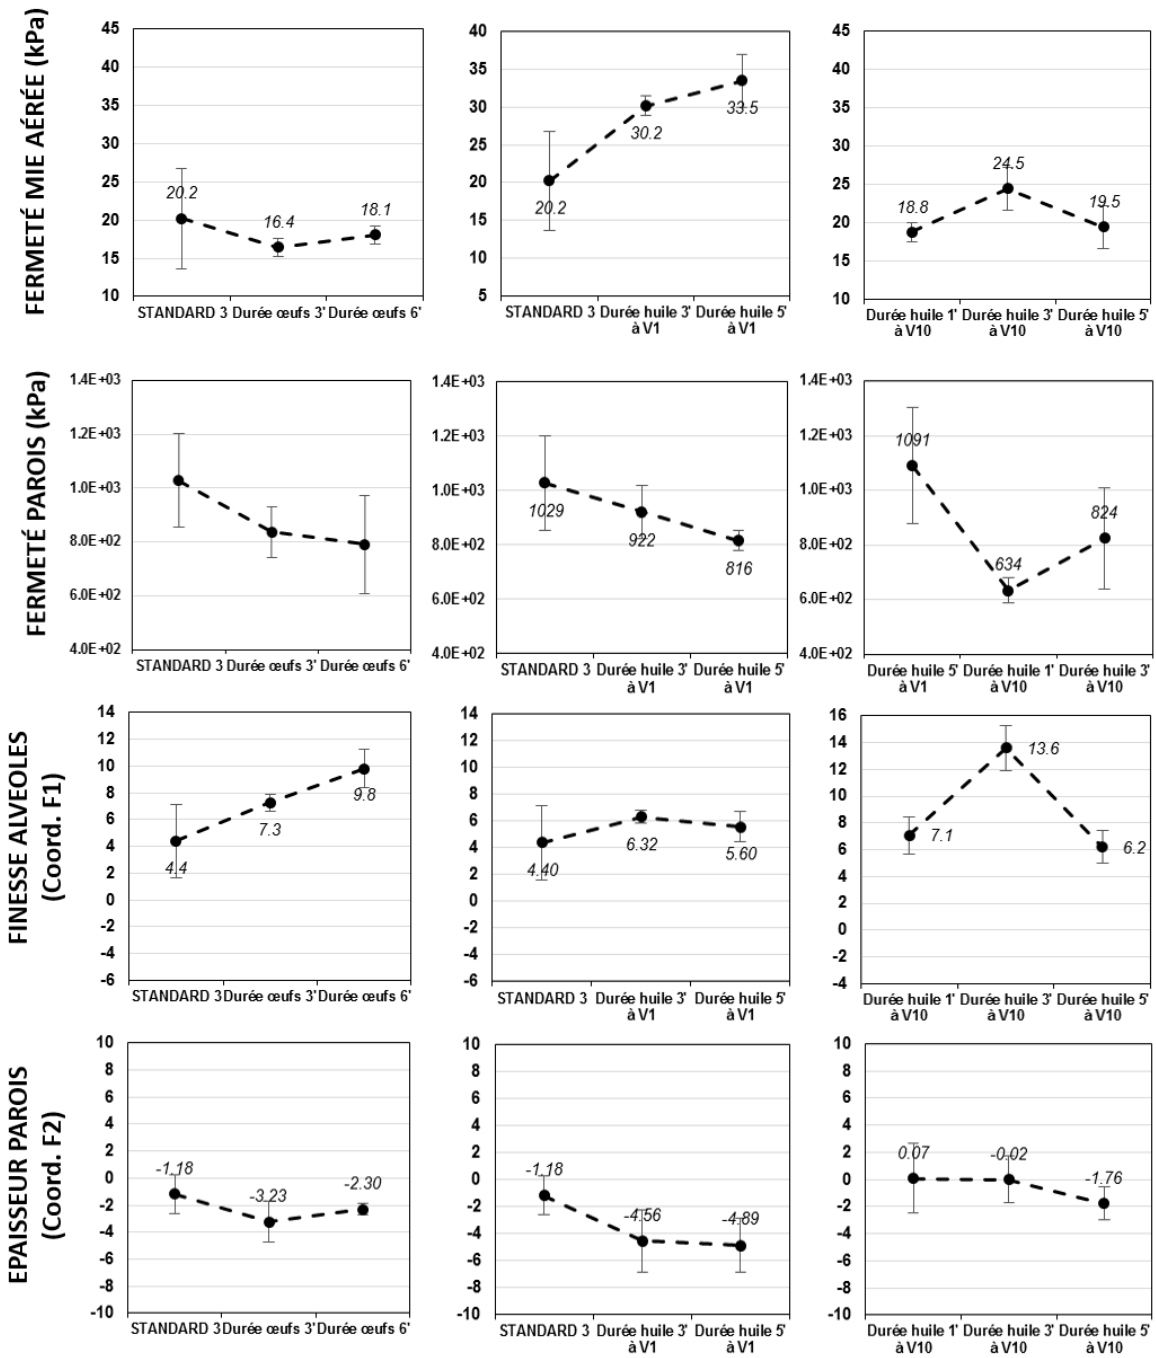 FERMETÉ MIE AÉRÉE (kPa)
45
40
35
30
25
20
15
10
20.2
16.4
18.1
STANDARD 3
Durée œufs 3'
Durée œufs 6'
40
35
30
25
20
15
10
5
20.2
30.2
33.5
STANDARD 3
Durée huile 3'
à V1
Durée huile 5'
à V1
45
40
35
30
25
20
15
10
18.8
24.5
19.5
Durée huile 1'
à V10
Durée huile 3'
à V10
Durée huile 5'
à V10
FERMETÉ PAROIS (kPa)
1.4E+03
1.2E+03
1.0E+03
8.0E+02
6.0E+02
4.0E+02
STANDARD 3
Durée œufs 3'
Durée œufs 6'
1.4E+03
1.2E+03
1.0E+03
8.0E+02
6.0E+02
4.0E+02
1029
922
816
STANDARD 3
Durée huile 3'
à V1
Durée huile 5'
à V1
1.4E+03
1.2E+03
1.0E+03
8.0E+02
6.0E+02
4.0E+02
1091
634
824
Durée huile 5'
à V1
Durée huile 1'
à V10
Durée huile 3'
à V10
FINESSE ALVEOLES
(Coord. F1)
14
12
10
8
6
4
2
0
-2
-4
-6
4.4
7.3
9.8
STANDARD 3
Durée œufs 3'
Durée œufs 6'
14
12
10
8
6
4
2
0
-2
-4
-6
4.40
6.32
5.60
STANDARD 3
Durée huile 3'
à V1
Durée huile 5'
à V1
16
14
12
10
8
6
4
2
0
-2
-4
7.1
13.6
6.2
Durée huile 1'
à V10
Durée huile 3'
à V10
Durée huile 5'
à V10
EPAISSEUR PAROIS
(Coord. F2)
10
8
6
4
2
0
-2
-4
-6
-8
-10
-1.18
-3.23
-2.30
STANDARD 3
Durée œufs 3'
Durée œufs 6'
10
8
6
4
2
0
-2
-4
-6
-8
-10
-1.18
-4.56
-4.89
STANDARD 3
Durée huile 3'
à V1
Durée huile 5'
à V1
10
8
6
4
2
0
-2
-4
-6
-8
-10
0.07
-0.02
-1.76
Durée huile 1'
à V10
Durée huile 3'
à V10
Durée huile 5'
à V10